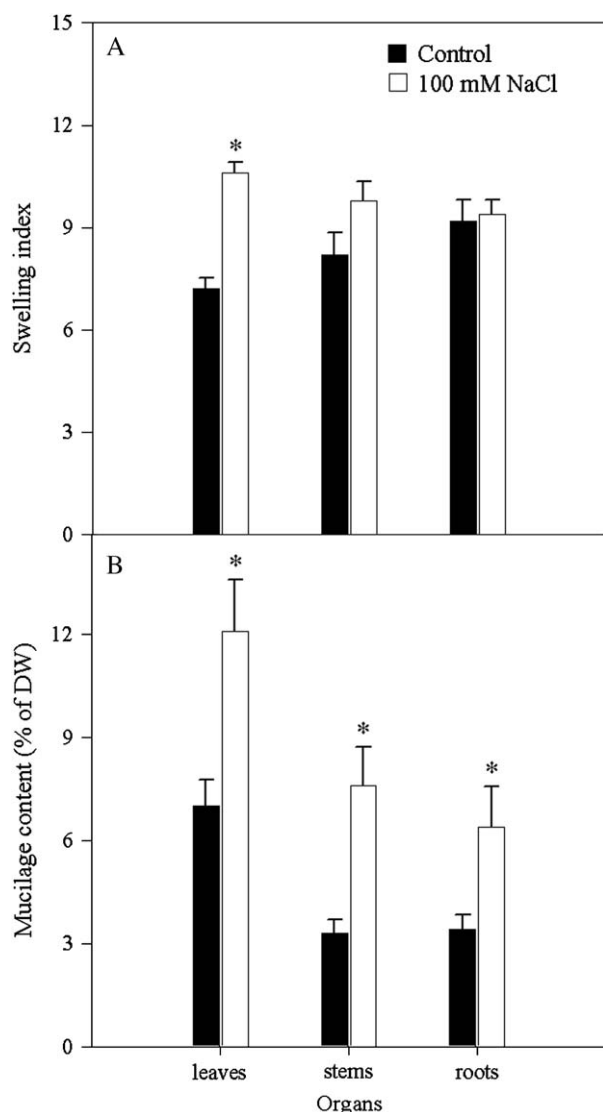 A
Control
100 mM NaCl
15
12
9
6
3
0
Swelling index
*
B
12
9
6
3
0
Mucilage content (% of DW)
*
*
*
leaves stems roots
Organs